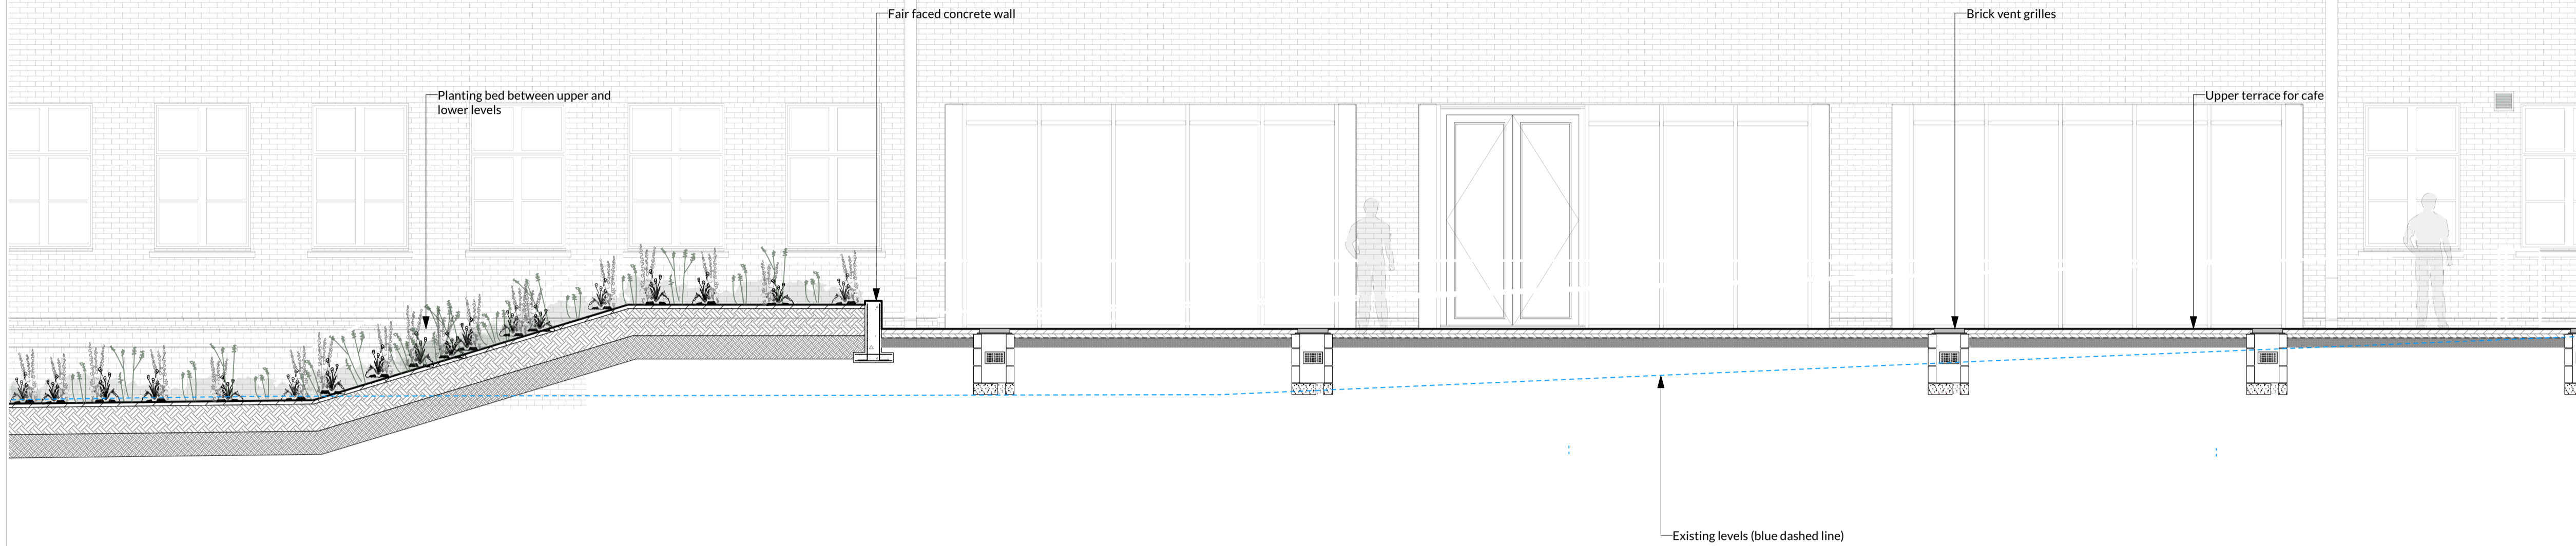 Fair faced concrete wall
Brick vent grilles
Planting bed between upper and
lower levels
Upper terrace for cafe
Existing levels (blue dashed line)